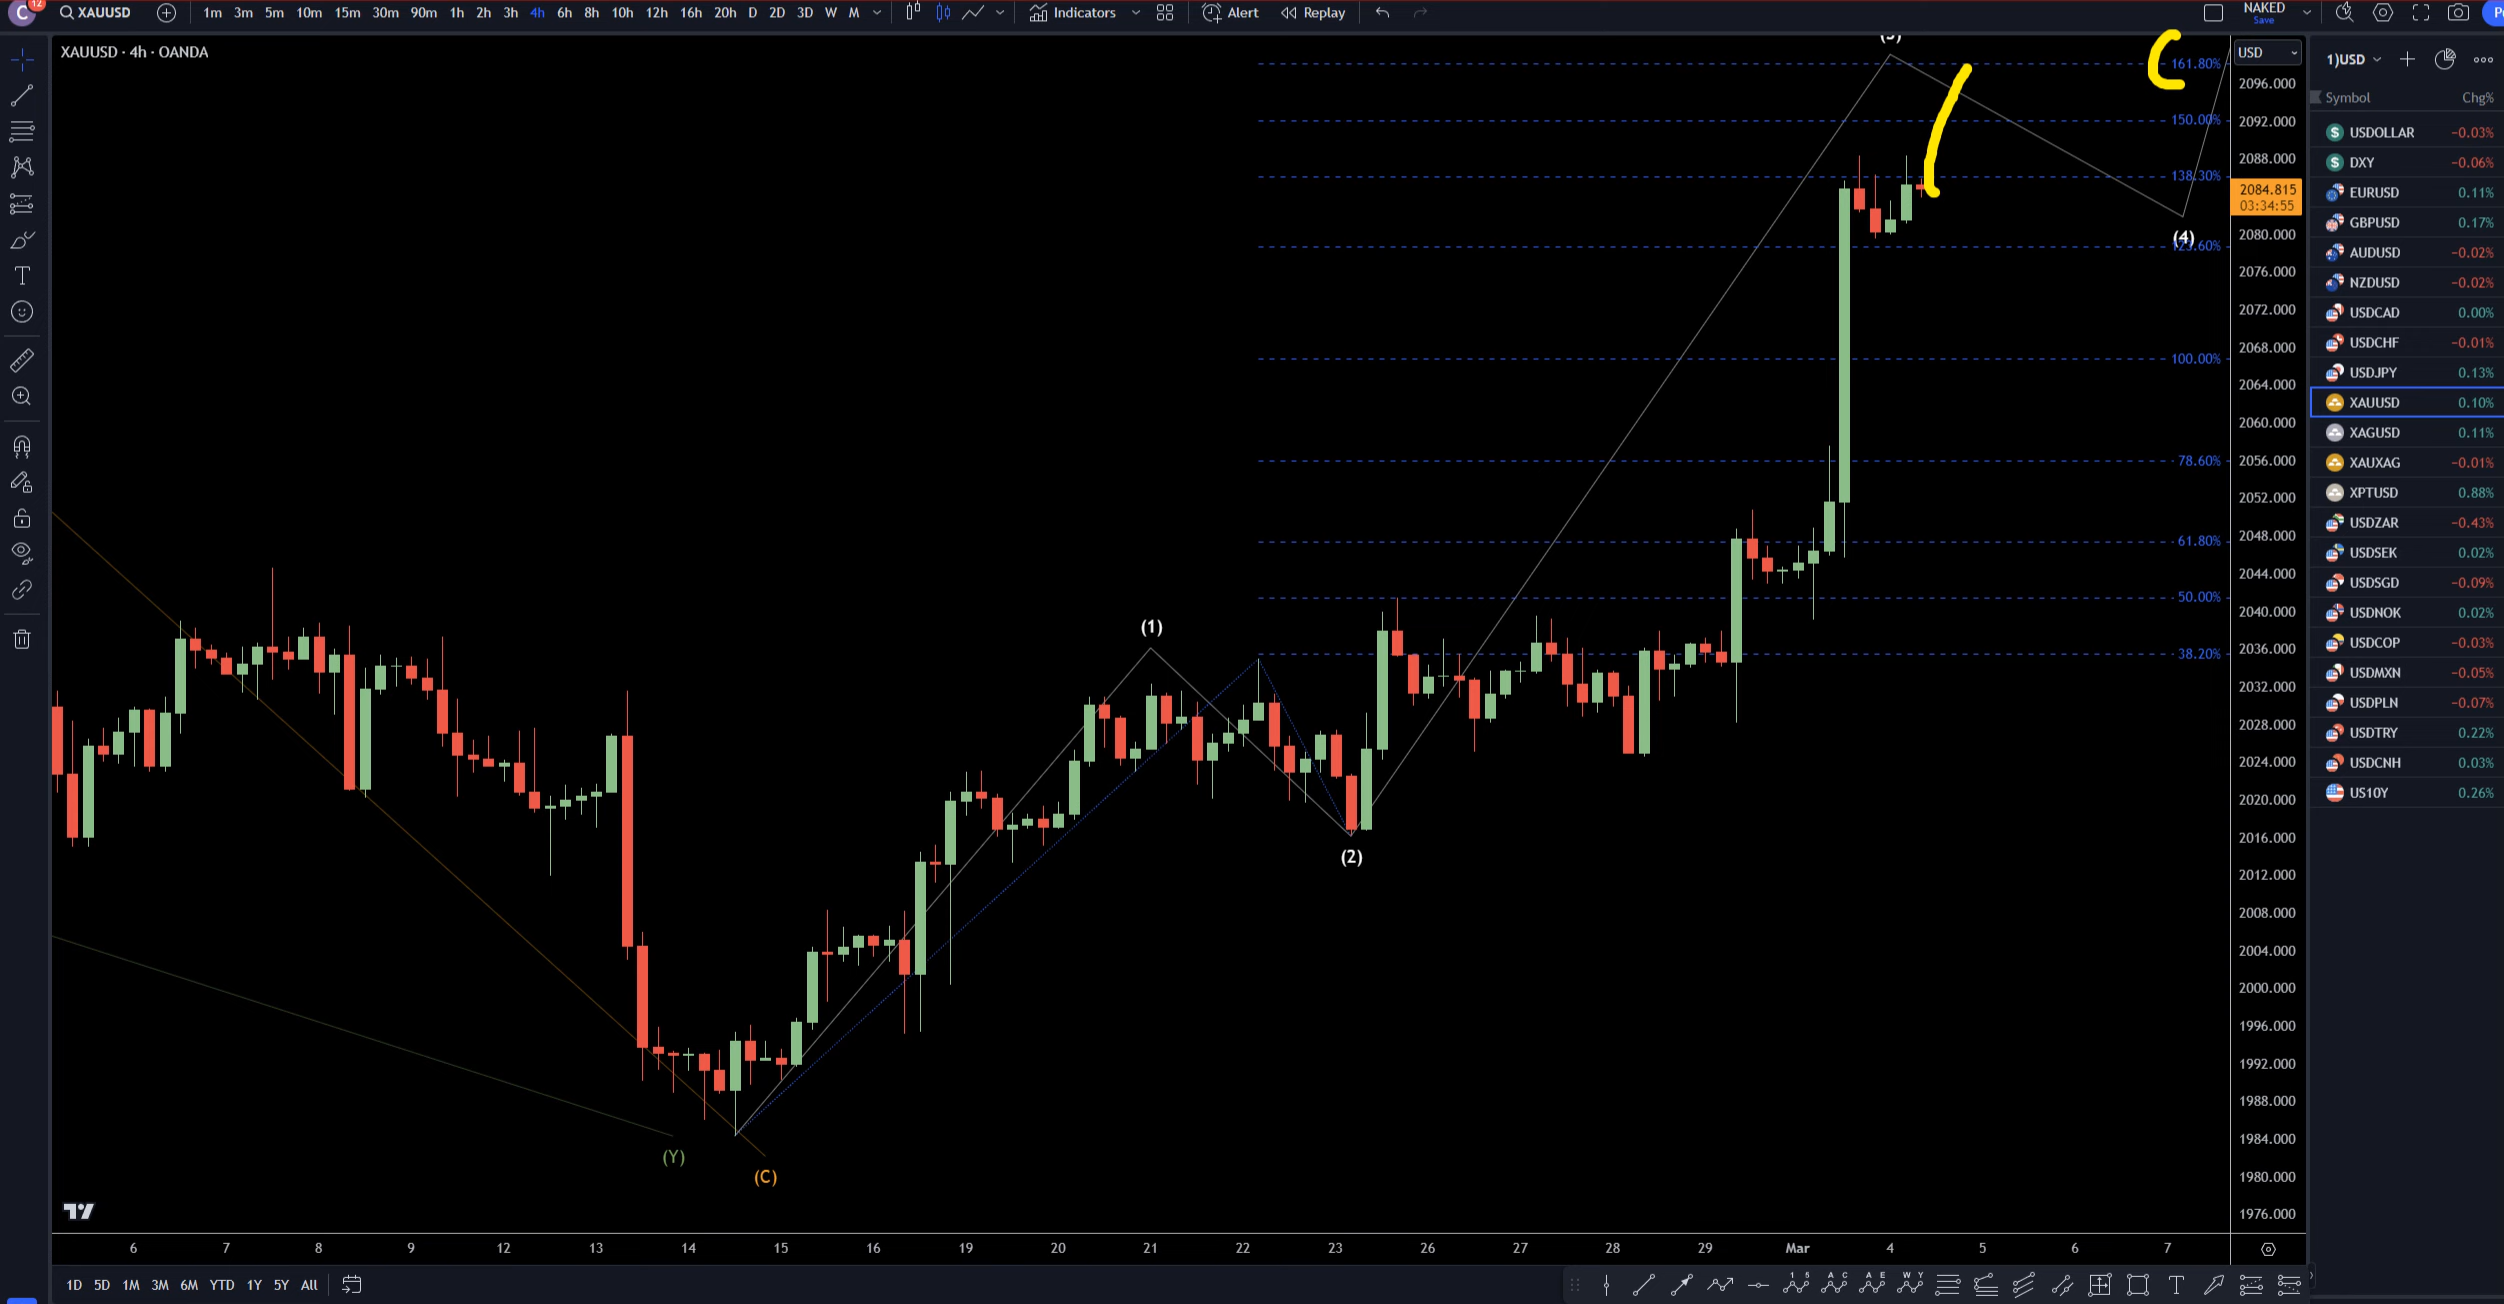 C 12 XAUUSD 1m 3m 5m 10m 15m 30m 90m 1h 2h 3h 4h 6h 8h 10h 12h 16h 20h D 2D 3D W M Indicators Alert Replay NAKED
Save
XAUUSD · 4h · OANDA
(3)
(4)
(1)
(2)
(Y)
(C)
161.80%
150.00%
138.30%
123.60%
100.00%
78.60%
61.80%
50.00%
38.20%
USD
2096.000
2092.000
2088.000
2084.815
03:34:55
2080.000
2076.000
2072.000
2068.000
2064.000
2060.000
2056.000
2052.000
2048.000
2044.000
2040.000
2036.000
2032.000
2028.000
2024.000
2020.000
2016.000
2012.000
2008.000
2004.000
2000.000
1996.000
1992.000
1988.000
1984.000
1980.000
1976.000
6 7 8 9 12 13 14 15 16 19 20 21 22 23 26 27 28 29 Mar 4 5 6 7
1D 5D 1M 3M 6M YTD 1Y 5Y All
1)USD
Symbol Chg%
USDOLLAR −0.03%
DXY −0.06%
EURUSD 0.11%
GBPUSD 0.17%
AUDUSD −0.02%
NZDUSD −0.02%
USDCAD 0.00%
USDCHF −0.01%
USDJPY 0.13%
XAUUSD 0.10%
XAGUSD 0.11%
XAUXAG −0.01%
XPTUSD 0.88%
USDZAR −0.43%
USDSEK 0.02%
USDSGD −0.09%
USDNOK 0.02%
USDCOP −0.03%
USDMXN −0.05%
USDPLN −0.07%
USDTRY 0.22%
USDCNH 0.03%
US10Y 0.26%